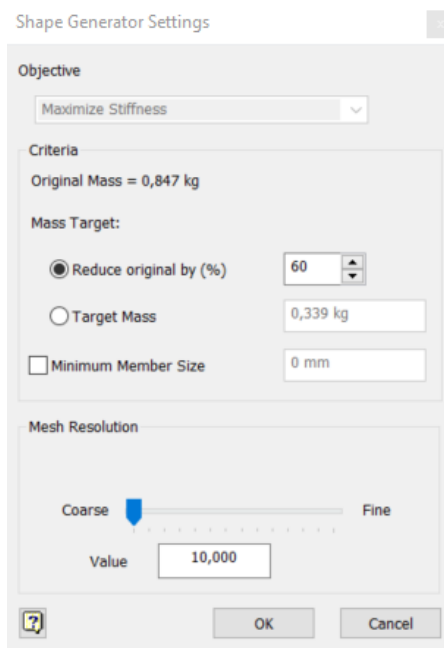 Shape Generator Settings
Objective
Maximize Stiffness
Criteria
Original Mass = 0,847 kg
Mass Target:
Reduce original by (%) 60
Target Mass 0,339 kg
Minimum Member Size 0 mm
Mesh Resolution
Coarse Fine
Value 10,000
? OK Cancel